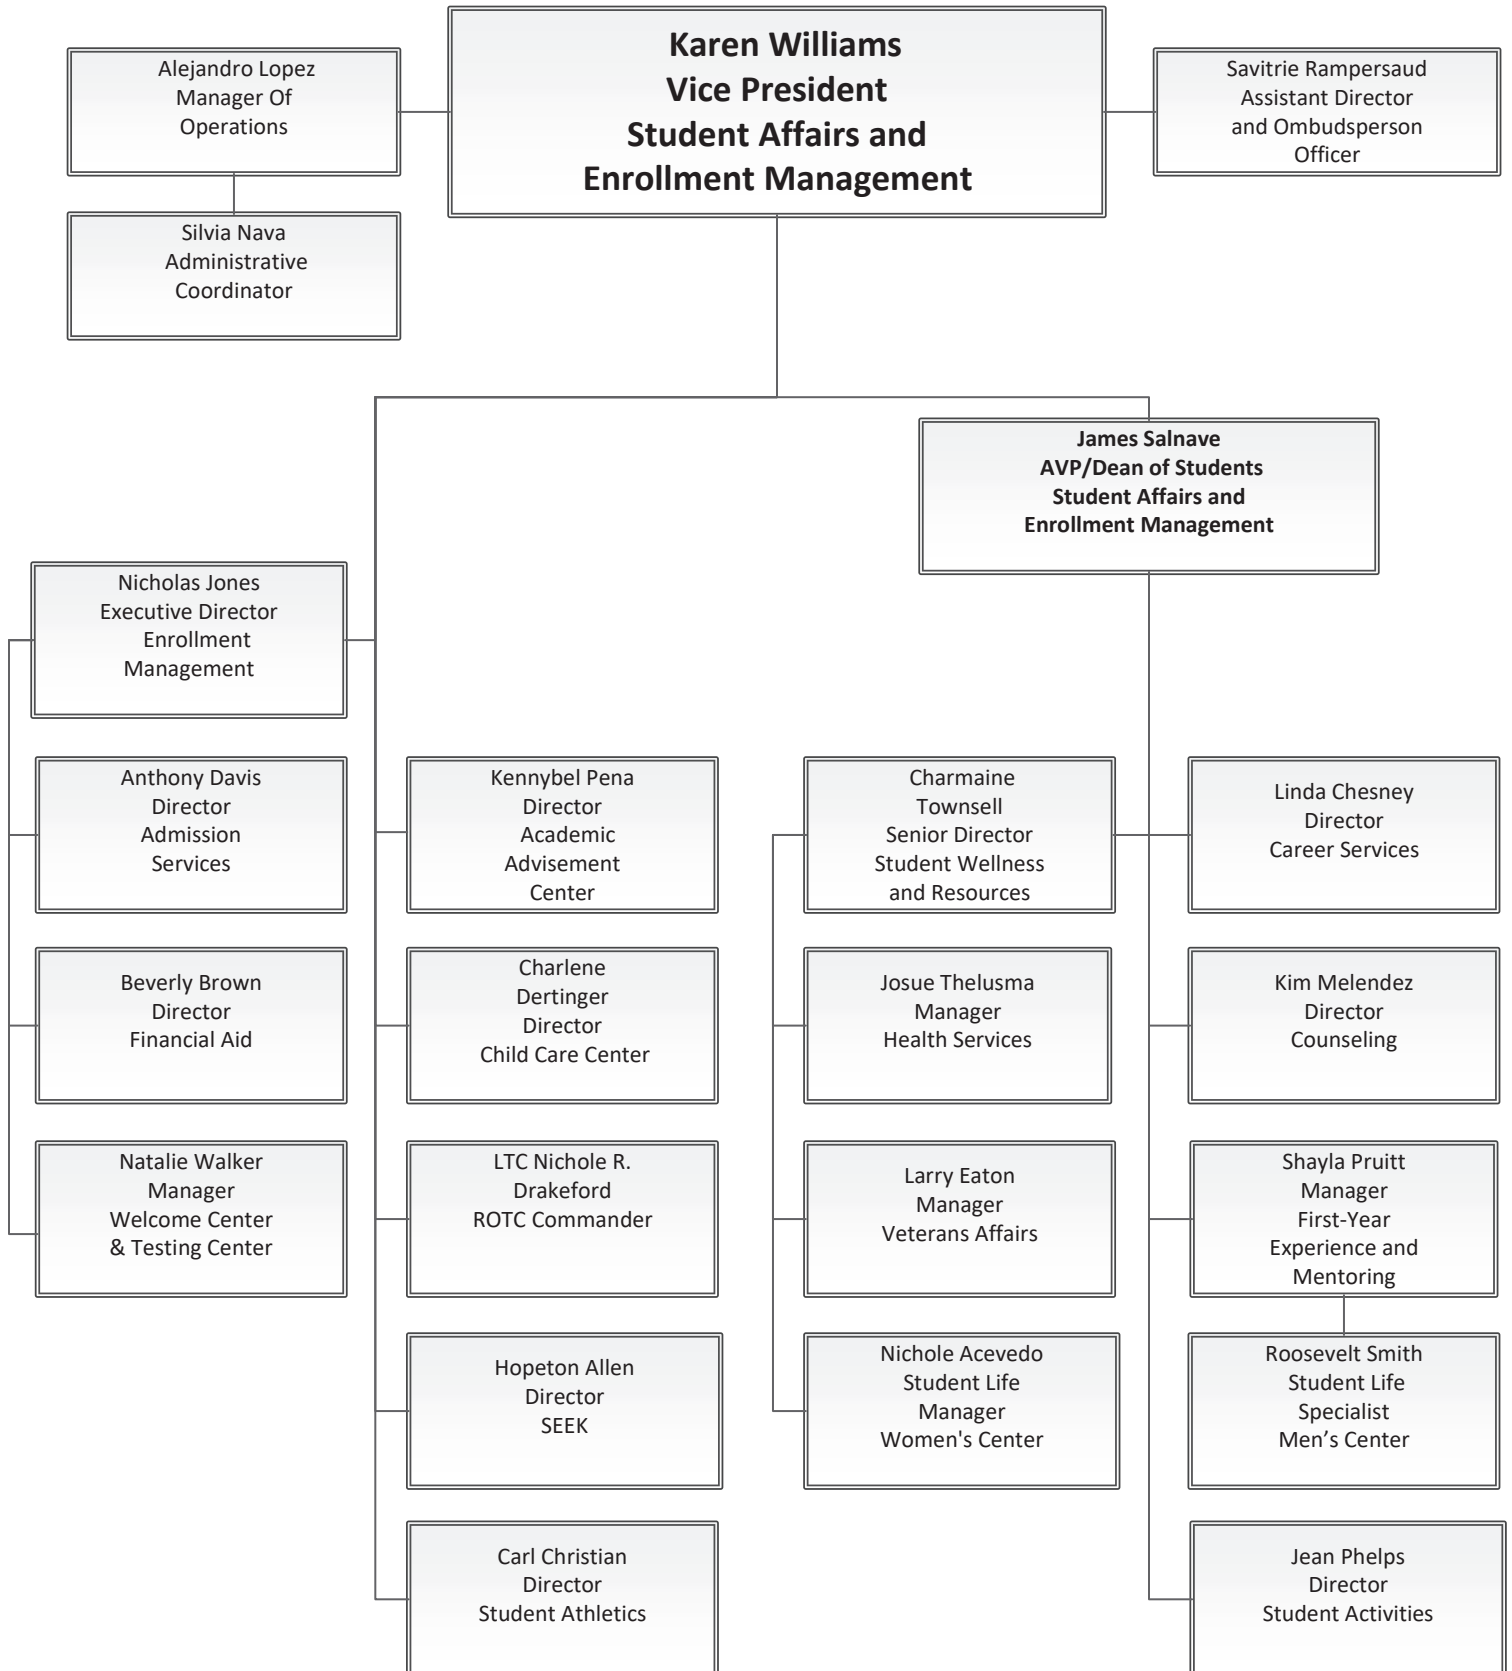 Karen Williams
Vice President
Student Affairs and
Enrollment Management
Alejandro Lopez
Manager Of
Operations
Savitrie Rampersaud
Assistant Director
and Ombudsperson
Officer
Silvia Nava
Administrative
Coordinator
James Salnave
AVP/Dean of Students
Student Affairs and
Enrollment Management
Nicholas Jones
Executive Director
Enrollment
Management
Anthony Davis
Director
Admission
Services
Beverly Brown
Director
Financial Aid
Natalie Walker
Manager
Welcome Center
& Testing Center
Kennybel Pena
Director
Academic
Advisement
Center
Charlene
Dertinger
Director
Child Care Center
LTC Nichole R.
Drakeford
ROTC Commander
Hopeton Allen
Director
SEEK
Carl Christian
Director
Student Athletics
Charmaine
Townsell
Senior Director
Student Wellness
and Resources
Josue Thelusma
Manager
Health Services
Larry Eaton
Manager
Veterans Affairs
Nichole Acevedo
Student Life
Manager
Women's Center
Linda Chesney
Director
Career Services
Kim Melendez
Director
Counseling
Shayla Pruitt
Manager
First-Year
Experience and
Mentoring
Roosevelt Smith
Student Life
Specialist
Men’s Center
Jean Phelps
Director
Student Activities